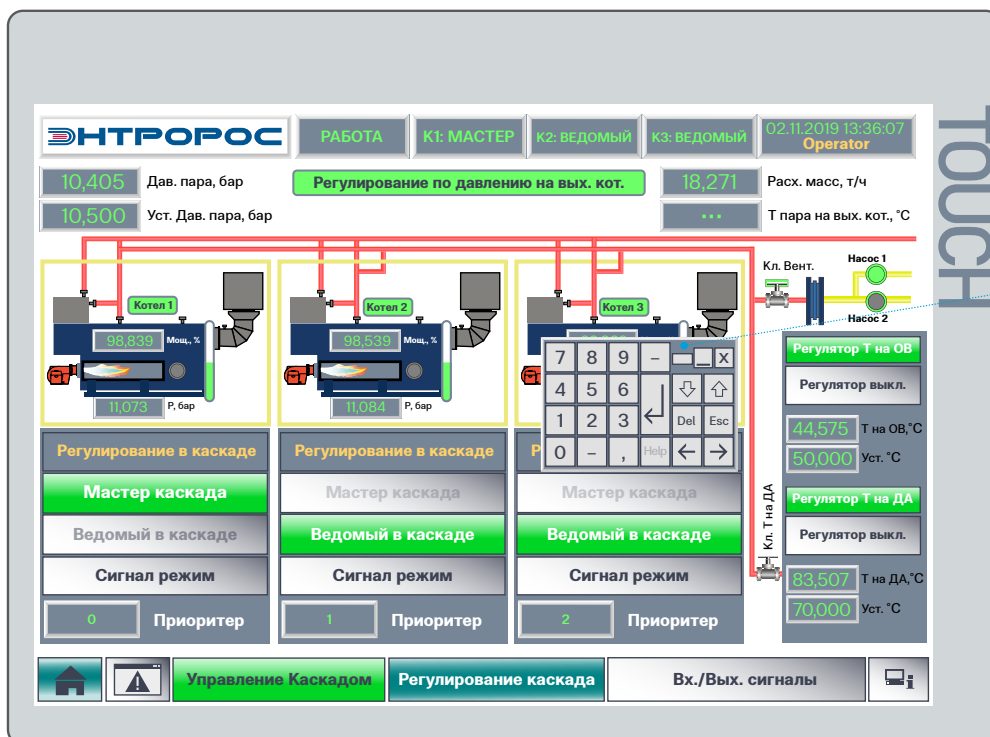 ЭНТРОРОС
РАБОТА
К1: МАСТЕР
К2: ВЕДОМЫЙ
К3: ВЕДОМЫЙ
02.11.2019 13:36:07
Operator
TOUCH
10,405 Дав. пара, бар
Регулирование по давлению на вых. кот.
18,271 Расх. масс, т/ч
10,500 Уст. Дав. пара, бар
... Т пара на вых. кот., °С
Котел 1
98,839 Мощ., %
11,073 Р, бар
Котел 2
98,539 Мощ., %
11,084 Р, бар
Котел 3
Кл. Вент.
Насос 1
Насос 2
7 8 9 – _ X
4 5 6
1 2 3 Del Esc
0 – , Help
Регулятор Т на ОВ
Регулятор выкл.
44,575 Т на ОВ,°С
50,000 Уст. °С
Регулятор Т на ДА
Регулятор выкл.
83,507 Т на ДА,°С
70,000 Уст. °С
Кл. Т на ДА
Регулирование в каскаде
Мастер каскада
Ведомый в каскаде
Сигнал режим
0 Приоритер
Регулирование в каскаде
Мастер каскада
Ведомый в каскаде
Сигнал режим
1 Приоритер
Р
Мастер каскада
Ведомый в каскаде
Сигнал режим
2 Приоритер
Управление Каскадом
Регулирование каскада
Вх./Вых. сигналы
i